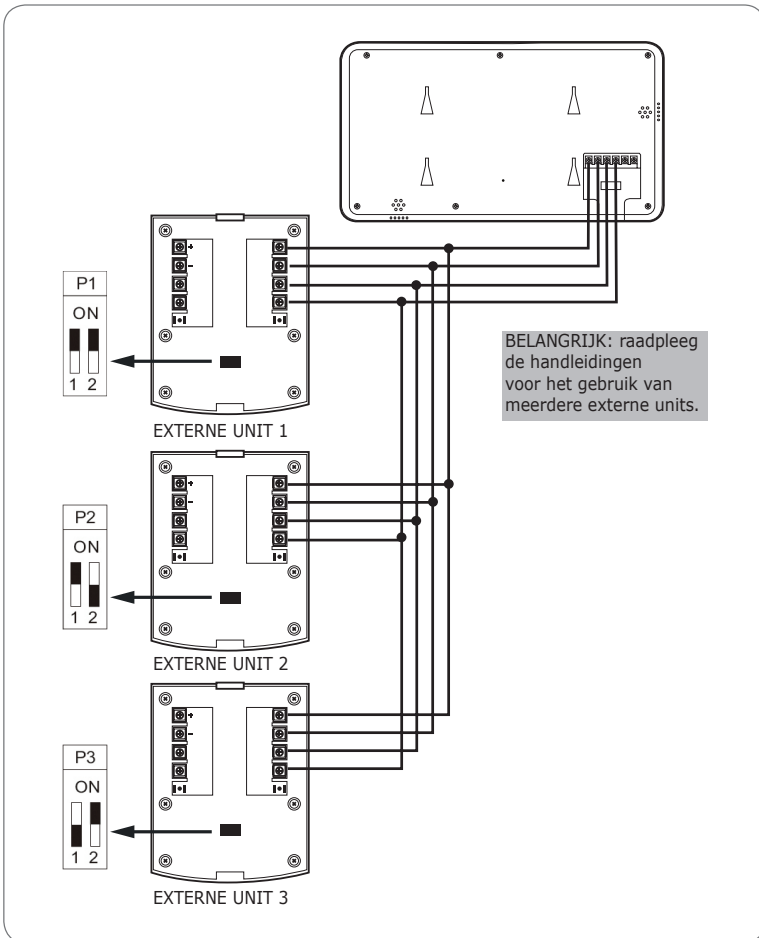 P1
ON
1 2
+
-
EXTERNE UNIT 1
BELANGRIJK: raadpleeg
de handleidingen
voor het gebruik van
meerdere externe units.
P2
ON
1 2
+
-
EXTERNE UNIT 2
P3
ON
1 2
+
-
EXTERNE UNIT 3